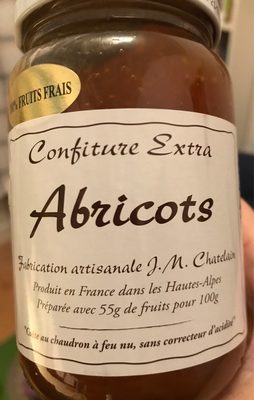 100% FRUITS FRAIS
Confiture Extra
Abricots
Fabrication artisanale J.M. Chatelain
Produit en France dans les Hautes-Alpes
Préparée avec 55g de fruits pour 100g
"Cuite au chaudron à feu nu, sans correcteur d'acidité"